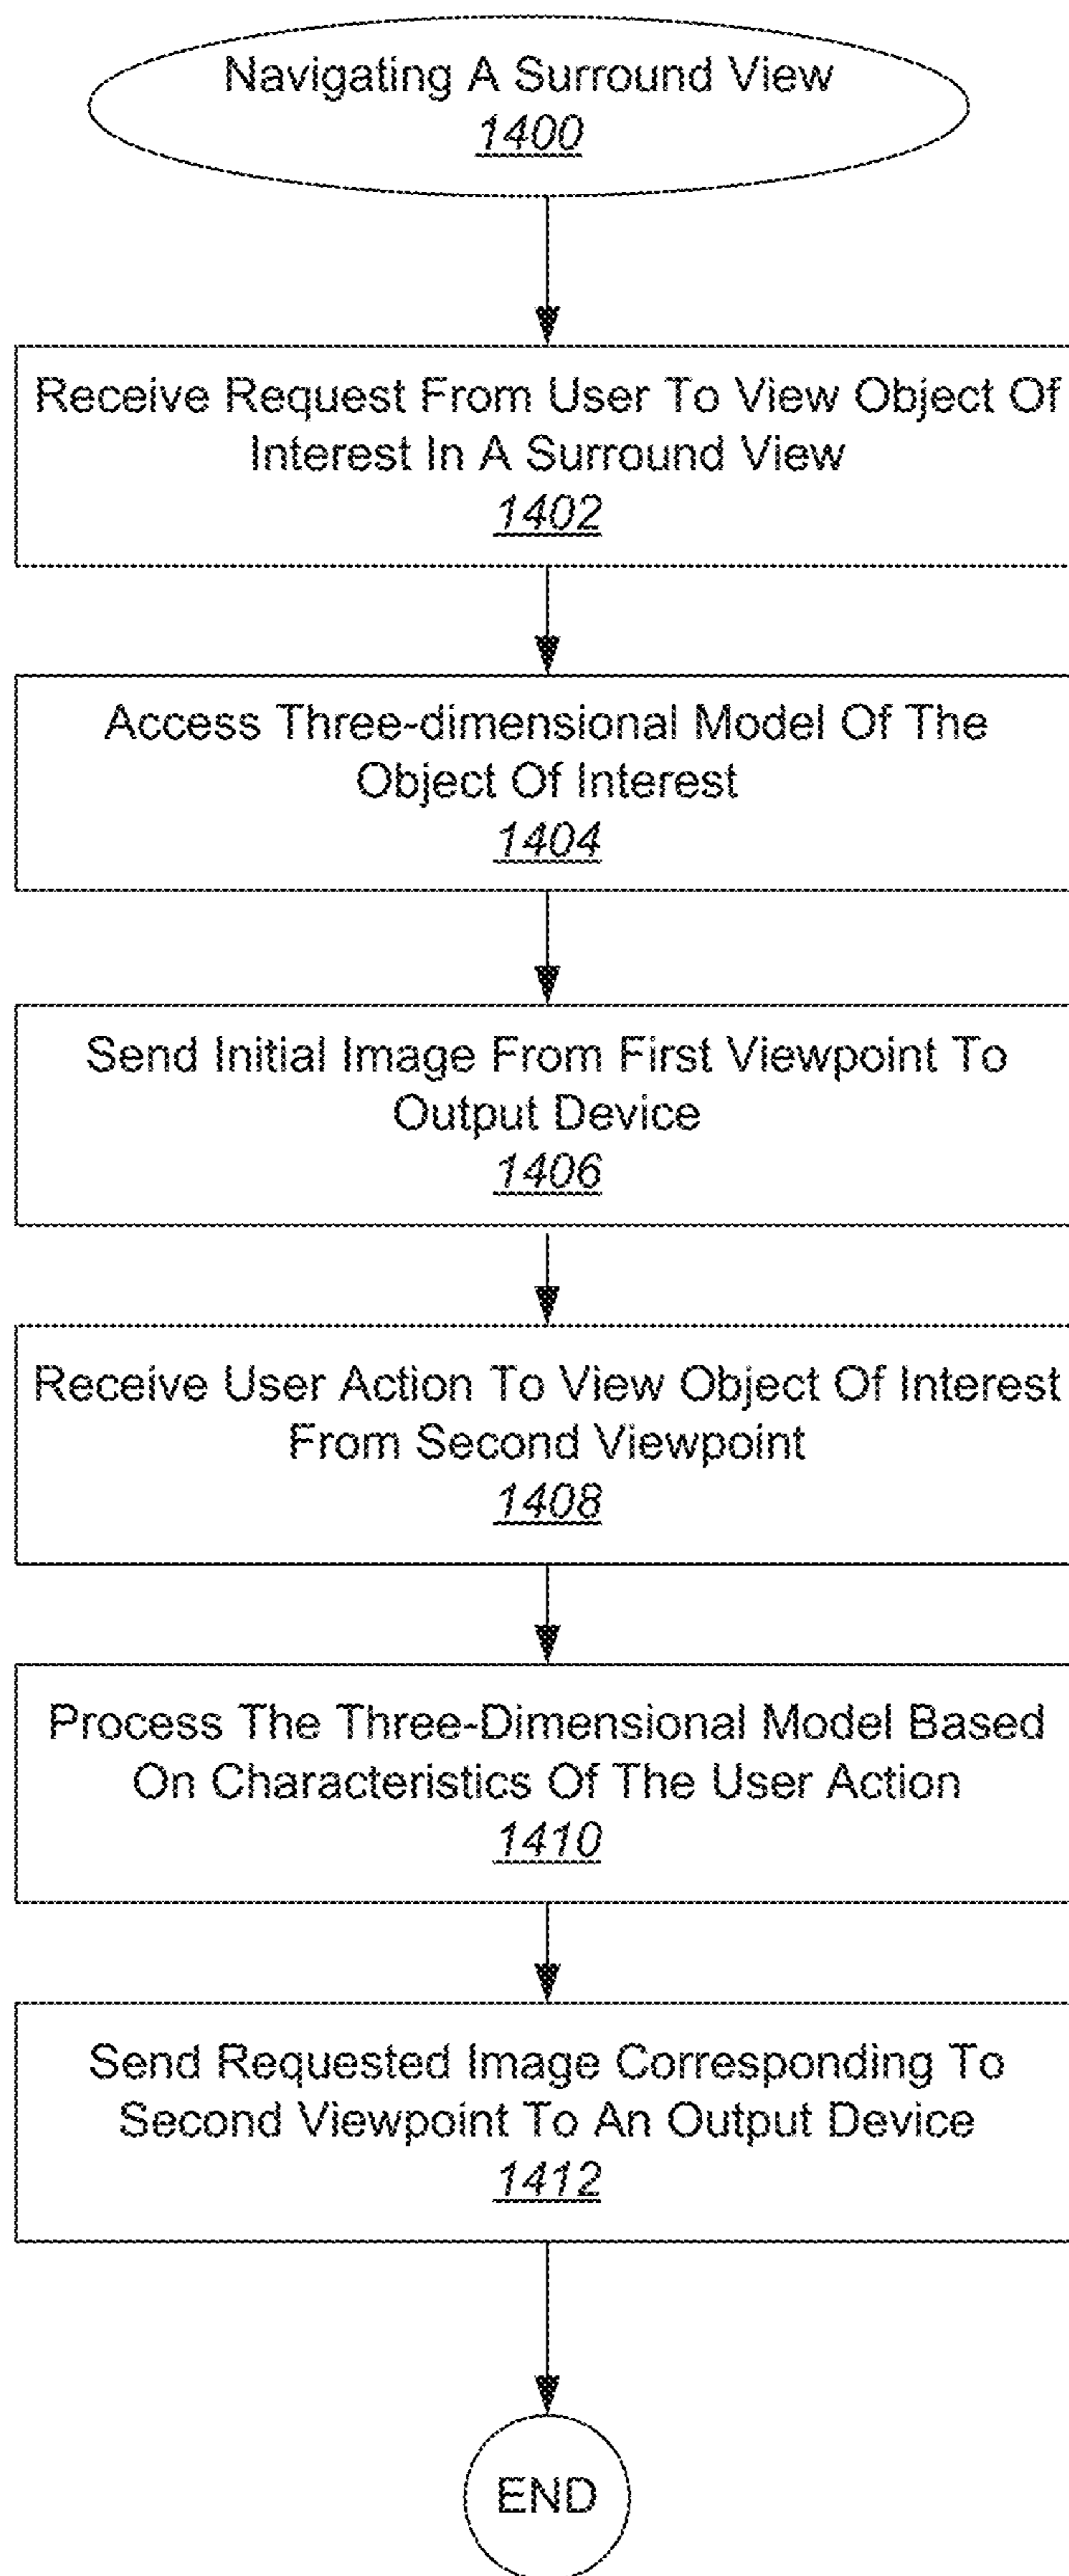 Navigating A Surround View
1400
Receive Request From User To View Object Of
Interest In A Surround View
1402
Access Three-dimensional Model Of The
Object Of Interest
1404
Send Initial Image From First Viewpoint To
Output Device
1406
Receive User Action To View Object Of Interest
From Second Viewpoint
1408
Process The Three-Dimensional Model Based
On Characteristics Of The User Action
1410
Send Requested Image Corresponding To
Second Viewpoint To An Output Device
1412
END